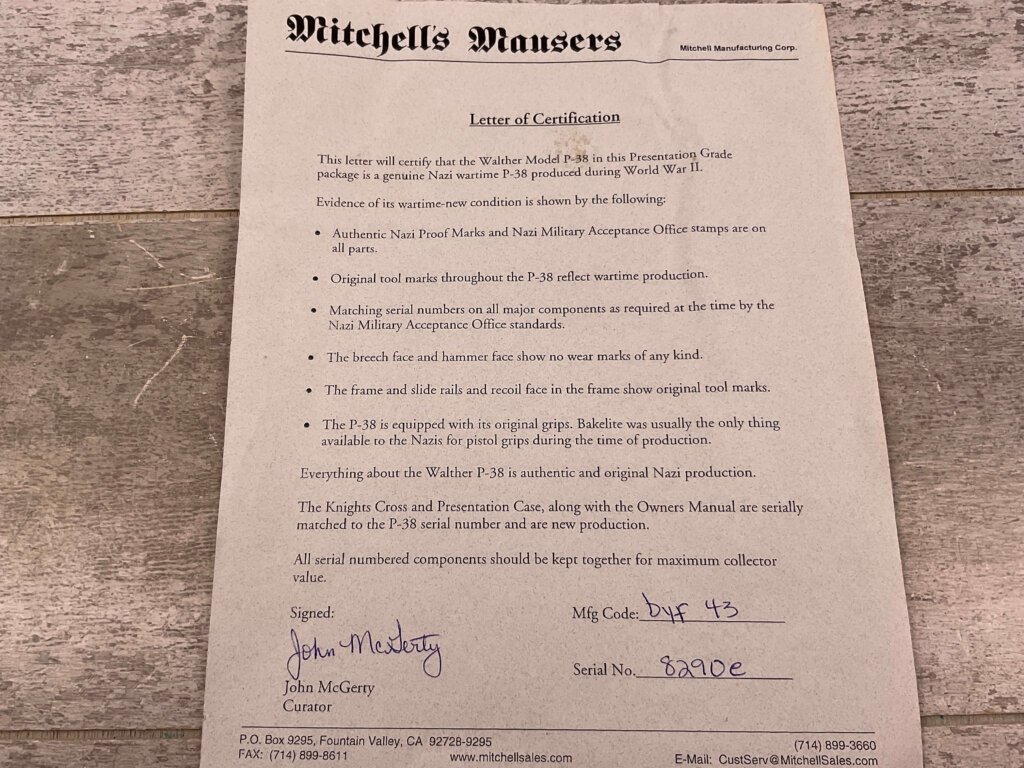 Mitchell's Mausers
Mitchell Manufacturing Corp.
Letter of Certification
This letter will certify that the Walther Model P-38 in this Presentation Grade
package is a genuine Nazi wartime P-38 produced during World War II.
Evidence of its wartime-new condition is shown by the following:
• Authentic Nazi Proof Marks and Nazi Military Acceptance Office stamps are on
all parts.
• Original tool marks throughout the P-38 reflect wartime production.
• Matching serial numbers on all major components as required at the time by the
Nazi Military Acceptance Office standards.
• The breech face and hammer face show no wear marks of any kind.
• The frame and slide rails and recoil face in the frame show original tool marks.
• The P-38 is equipped with its original grips. Bakelite was usually the only thing
available to the Nazis for pistol grips during the time of production.
Everything about the Walther P-38 is authentic and original Nazi production.
The Knights Cross and Presentation Case, along with the Owners Manual are serially
matched to the P-38 serial number and are new production.
All serial numbered components should be kept together for maximum collector
value.
Signed:
John McGerty
John McGerty
Curator
Mfg Code: byf 43
Serial No. 8290e
P.O. Box 9295, Fountain Valley, CA 92728-9295
(714) 899-3660
FAX: (714) 899-8611
www.mitchellsales.com
E-Mail: CustServ@MitchellSales.com